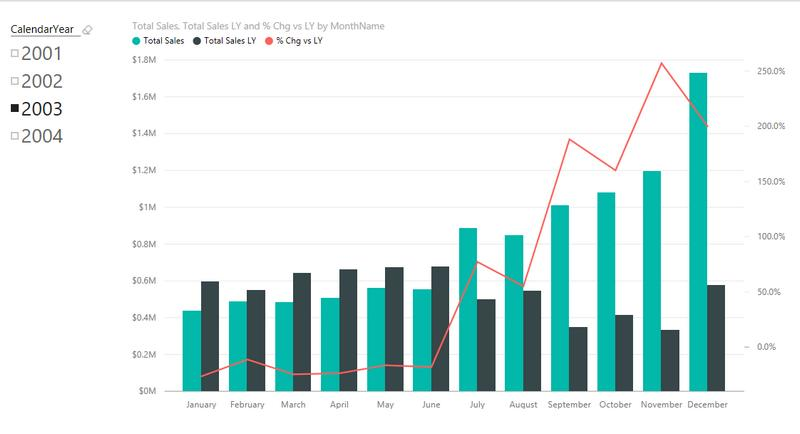 CalendarYear
2001
2002
2003
2004
Total Sales, Total Sales LY and % Chg vs LY by MonthName
Total Sales Total Sales LY % Chg vs LY
$1.8M
$1.6M
$1.4M
$1.2M
$1M
$0.8M
$0.6M
$0.4M
$0.2M
$0M
250.0%
200.0%
150.0%
100.0%
50.0%
0.0%
January February March April May June July August September October November December